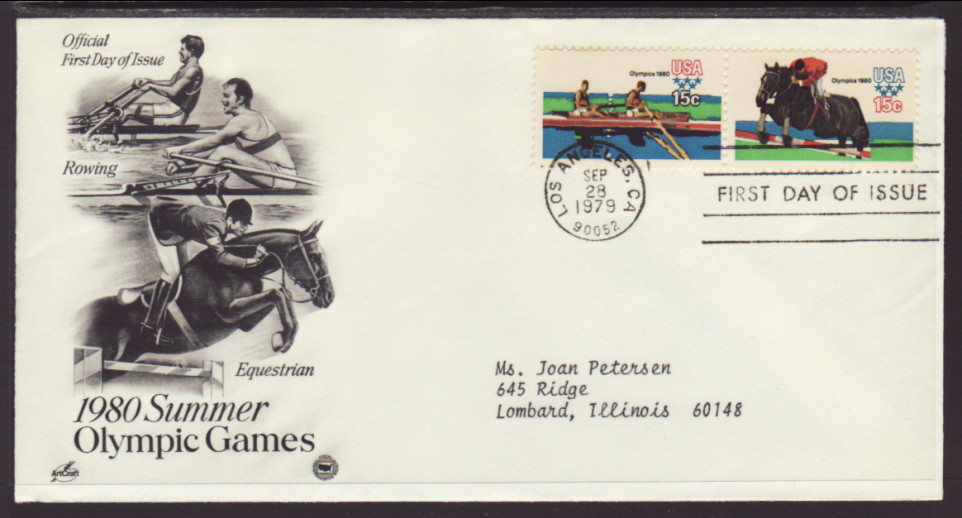 Official
First Day of Issue
Rowing
Equestrian
1980 Summer
Olympic Games
ArtCraft
Olympics 1980
USA
15c
Olympics 1980
USA
15c
LOS ANGELES, CA
SEP
28
1979
90052
FIRST DAY OF ISSUE
Ms. Joan Petersen
645 Ridge
Lombard, Illinois 60148